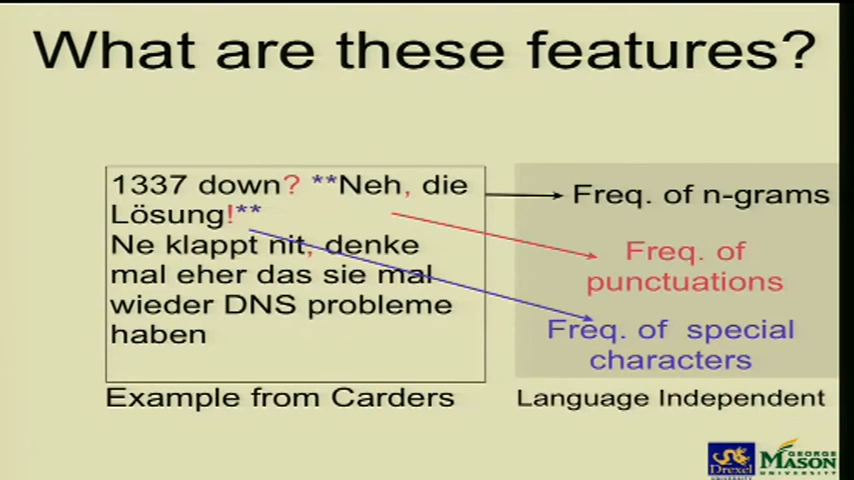 What are these features?
1337 down? **Neh, die
Lösung!**
Ne klappt nit, denke
mal eher das sie mal
wieder DNS probleme
haben
Example from Carders
Freq. of n-grams
Freq. of
punctuations
Freq. of special
characters
Language Independent
Drexel
UNIVERSITY
GEORGE
MASON
UNIVERSITY